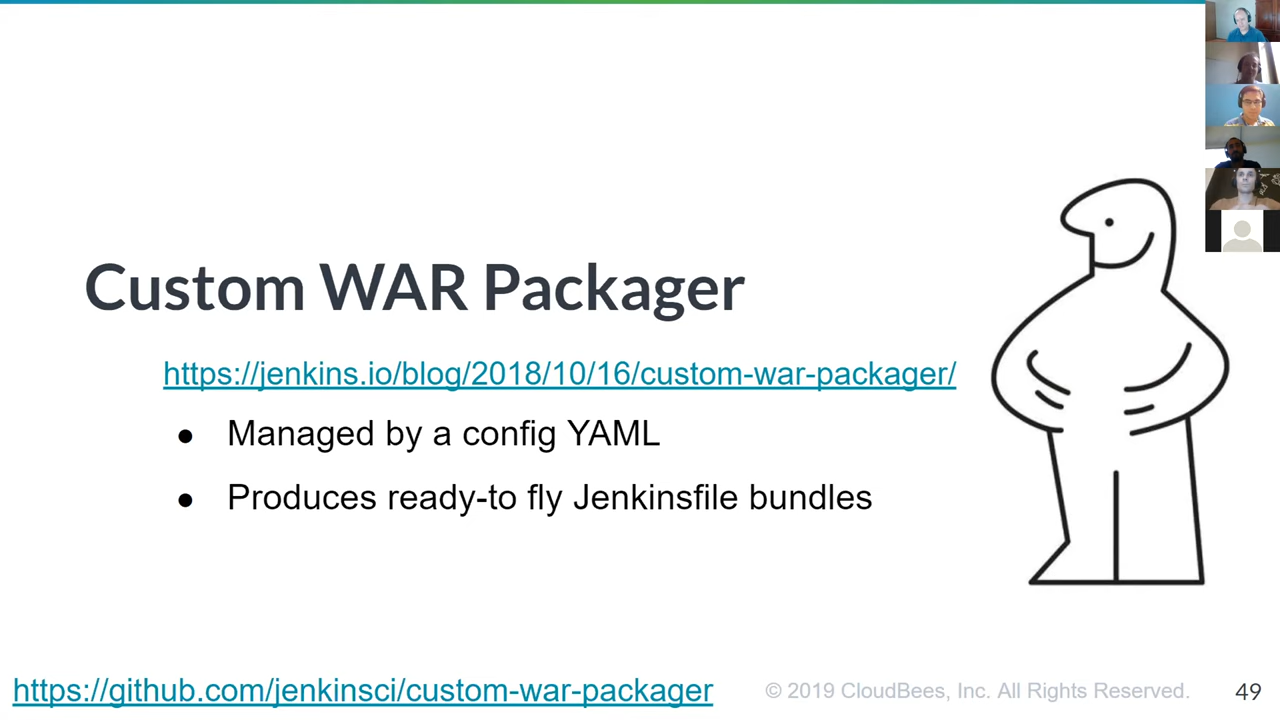 Custom WAR Packager
https://jenkins.io/blog/2018/10/16/custom-war-packager/
● Managed by a config YAML
● Produces ready-to fly Jenkinsfile bundles
https://github.com/jenkinsci/custom-war-packager
© 2019 CloudBees, Inc. All Rights Reserved.
49